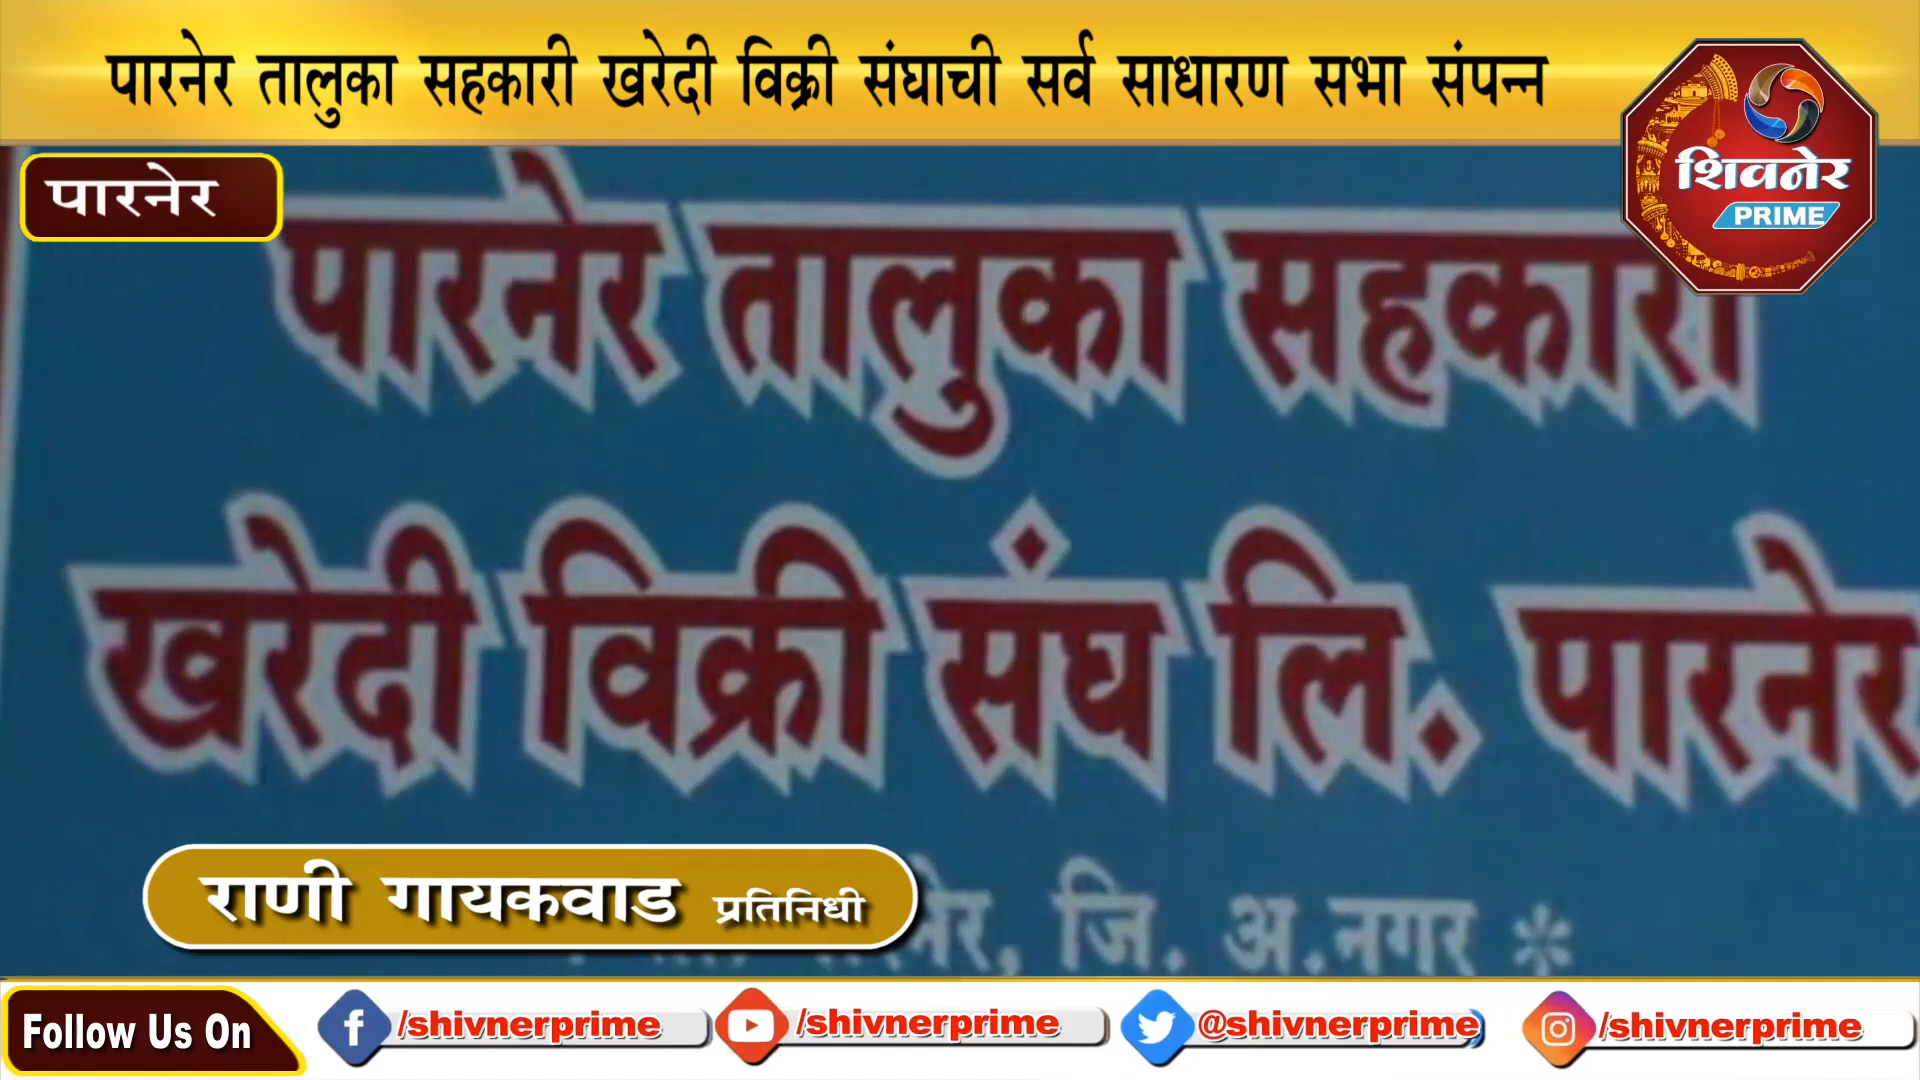 पारनेर तालुका सहकारी खरेदी विक्री संघाची सर्व साधारण सभा संपन्न
शिवनेर
PRIME
पारनेर
पारनेर तालुका सहकारी
खरेदी विक्री संघ लि. पारनेर
राणी गायकवाड प्रतिनिधी
जि. अ.नगर *
Follow Us On
/shivnerprime
/shivnerprime
@shivnerprime
/shivnerprime